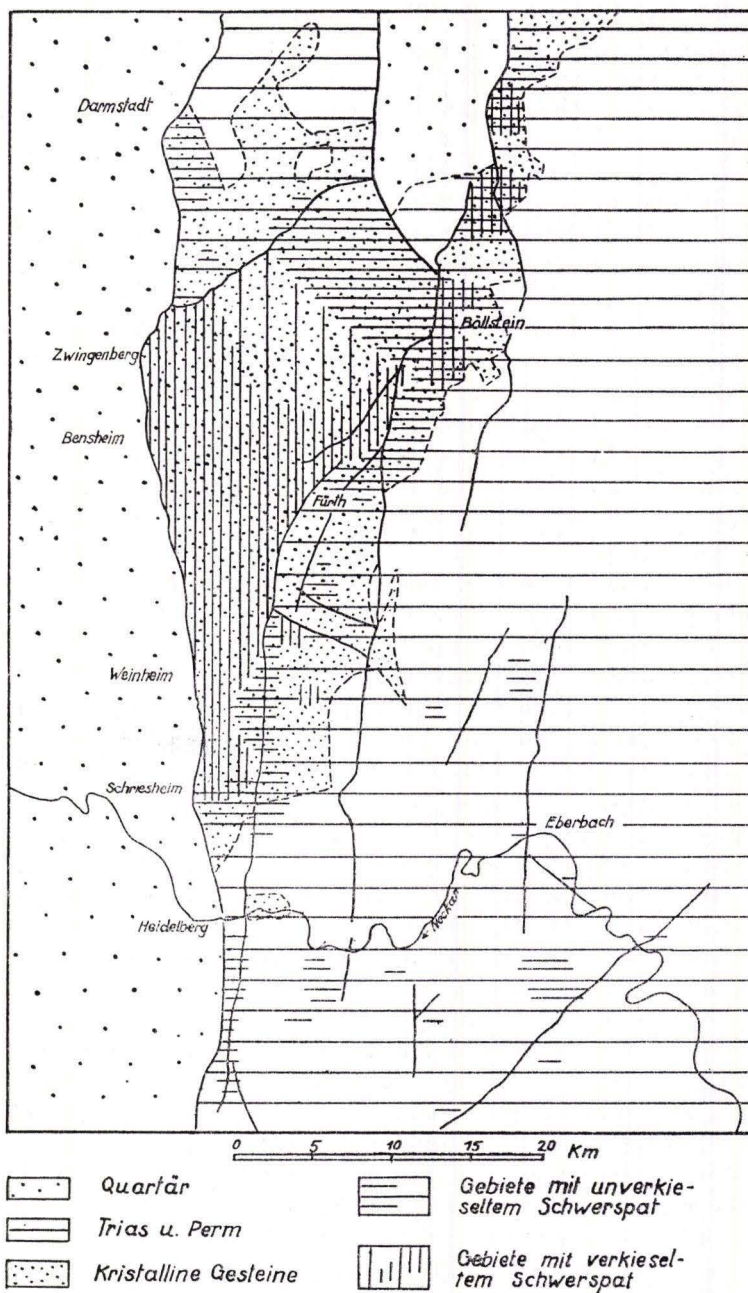 Darmstadt
Böllstein
Zwingenberg
Bensheim
Fürth
Weinheim
Schriesheim
Eberbach
Neckar
Heidelberg
0 5 10 15 20 Km
Quartär
Trias u. Perm
Kristalline Gesteine
Gebiete mit unverkie-
seltem Schwerspat
Gebiete mit verkiesel-
tem Schwerspat